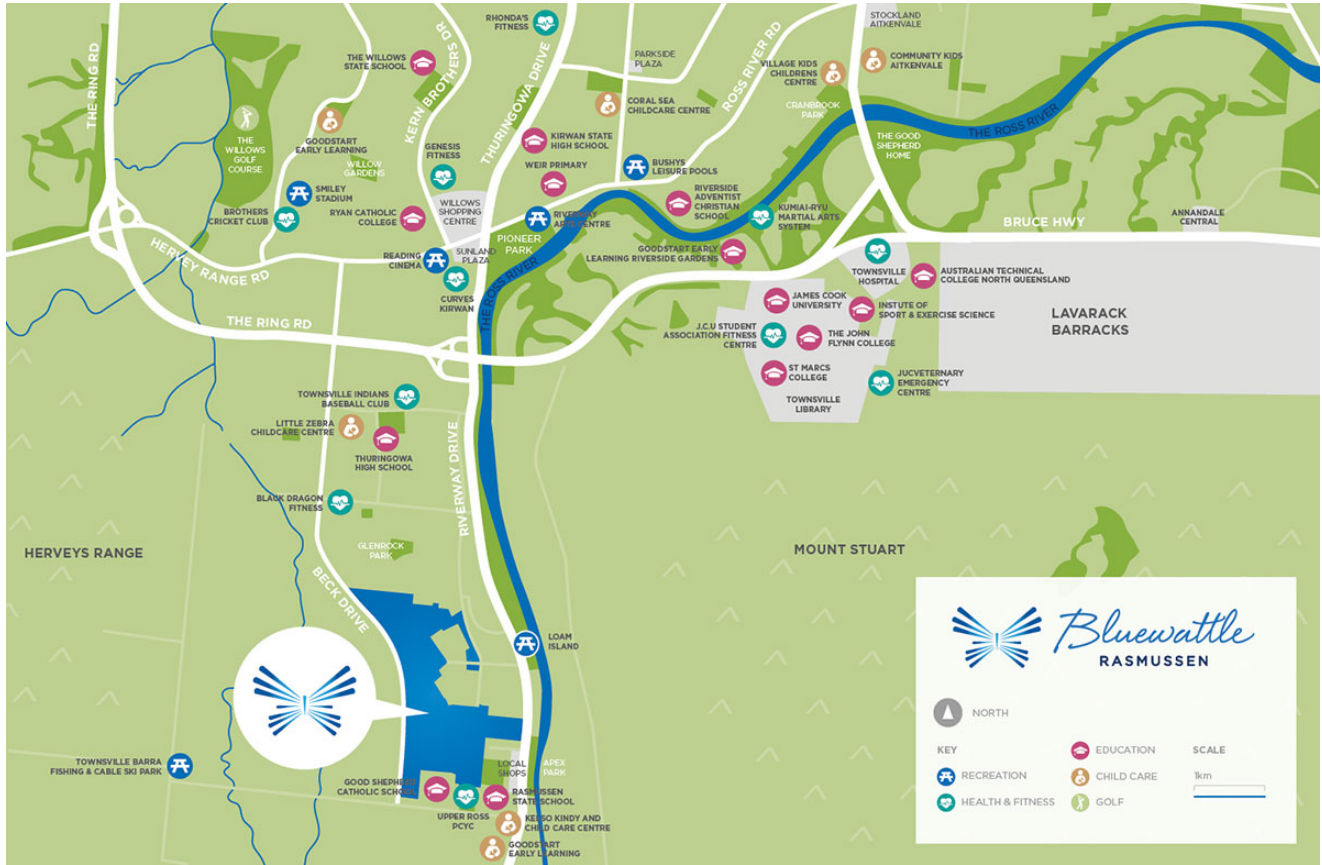 STOCKLAND
AITKENVALE
RHONDA'S
FITNESS
THE RING RD
THE WILLOWS
STATE SCHOOL
KERN BROTHERS DR
THURINGOWA DRIVE
PARKSIDE
PLAZA
ROSS RIVER RD
VILLAGE KIDS
CHILDRENS
CENTRE
COMMUNITY KIDS
AITKENVALE
CORAL SEA
CHILDCARE CENTRE
CRANBROOK
PARK
THE ROSS RIVER
THE
WILLOWS
GOLF
COURSE
GOODSTART
EARLY LEARNING
WILLOW
GARDENS
GENESIS
FITNESS
KIRWAN STATE
HIGH SCHOOL
WEIR PRIMARY
BUSHYS
LEISURE POOLS
THE GOOD
SHEPHERD
HOME
SMILEY
STADIUM
BROTHERS
CRICKET CLUB
RYAN CATHOLIC
COLLEGE
WILLOWS
SHOPPING
CENTRE
RIVERWAY
ARTS CENTRE
RIVERSIDE
ADVENTIST
CHRISTIAN
SCHOOL
KUMIAI-RYU
MARTIAL ARTS
SYSTEM
BRUCE HWY
ANNANDALE
CENTRAL
HERVEY RANGE RD
READING
CINEMA
SUNLAND
PLAZA
PIONEER
PARK
GOODSTART EARLY
LEARNING RIVERSIDE GARDENS
TOWNSVILLE
HOSPITAL
AUSTRALIAN TECHNICAL
COLLEGE NORTH QUEENSLAND
CURVES
KIRWAN
THE ROSS RIVER
THE RING RD
JAMES COOK
UNIVERSITY
INSTUTE OF
SPORT & EXERCISE SCIENCE
LAVARACK
BARRACKS
J.C.U STUDENT
ASSOCIATION FITNESS
CENTRE
THE JOHN
FLYNN COLLEGE
ST MARCS
COLLEGE
TOWNSVILLE
LIBRARY
JUCVETERNARY
EMERGENCY
CENTRE
TOWNSVILLE INDIANS
BASEBALL CLUB
LITTLE ZEBRA
CHILDCARE CENTRE
THURINGOWA
HIGH SCHOOL
RIVERWAY DRIVE
BLACK DRAGON
FITNESS
GLENROCK
PARK
HERVEYS RANGE
MOUNT STUART
BECK DRIVE
LOAM
ISLAND
TOWNSVILLE BARRA
FISHING & CABLE SKI PARK
LOCAL
SHOPS
APEX
PARK
GOOD SHEPHERD
CATHOLIC SCHOOL
UPPER ROSS
PCYC
RASMUSSEN
STATE SCHOOL
KELSO KINDY AND
CHILD CARE CENTRE
GOODSTART
EARLY LEARNING
Bluewattle
RASMUSSEN
NORTH
KEY
EDUCATION
SCALE
RECREATION
CHILD CARE
1km
HEALTH & FITNESS
GOLF